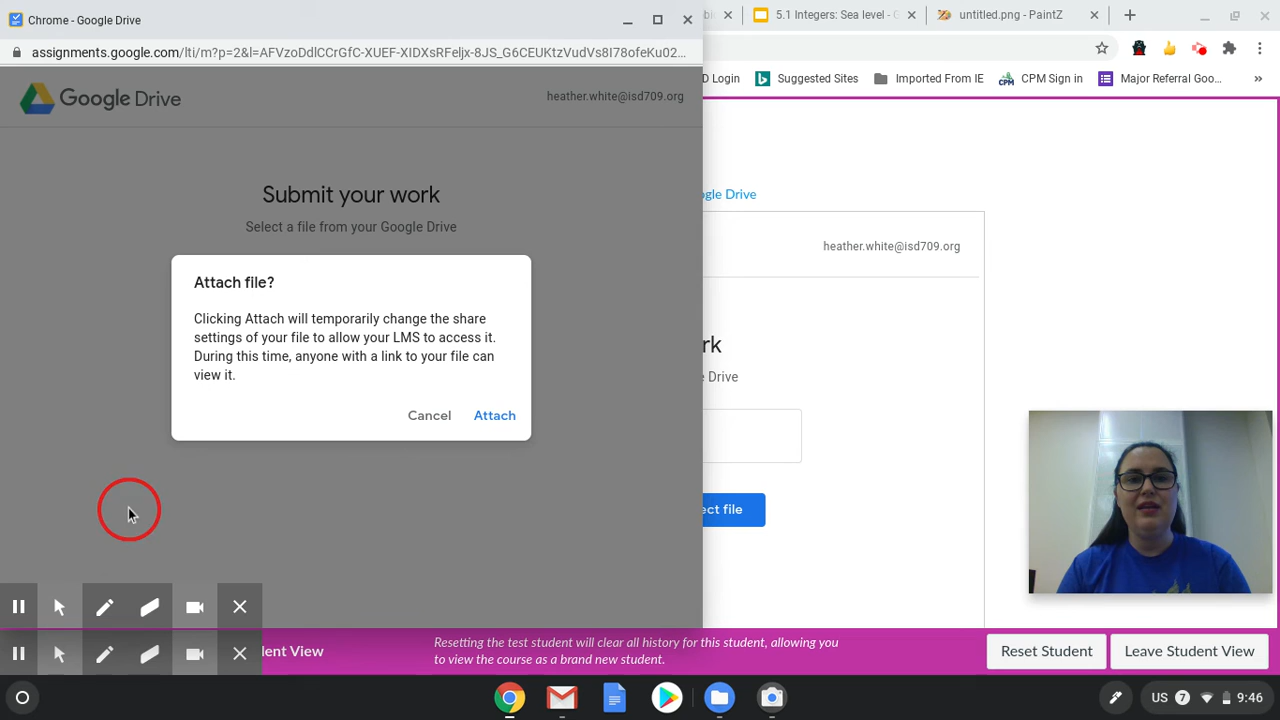 Chrome - Google Drive
5.1 Integers: Sea level - G
untitled.png - PaintZ
assignments.google.com/lti/m?p=2&l=AFVzoDdlCCrGfC-XUEF-XIDXsRFeljx-8JS_G6CEUKtzVudVs8I78ofeKu02...
D Login
Suggested Sites
Imported From IE
CPM
CPM Sign in
Major Referral Goo...
Google Drive
heather.white@isd709.org
Submit your work
Select a file from your Google Drive
ogle Drive
heather.white@isd709.org
Attach file?
Clicking Attach will temporarily change the share
settings of your file to allow your LMS to access it.
During this time, anyone with a link to your file can
view it.
Cancel
Attach
rk
e Drive
ect file
dent View
Resetting the test student will clear all history for this student, allowing you
to view the course as a brand new student.
Reset Student
Leave Student View
US
7
9:46